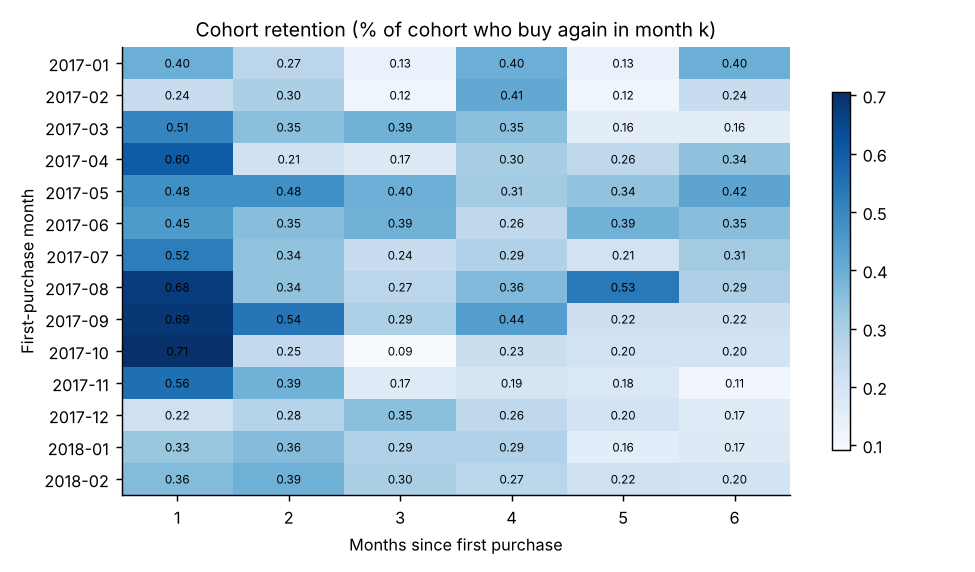 Cohort retention (% of cohort who buy again in month k)
First-purchase month
2017-01 0.40 0.27 0.13 0.40 0.13 0.40
2017-02 0.24 0.30 0.12 0.41 0.12 0.24
2017-03 0.51 0.35 0.39 0.35 0.16 0.16
2017-04 0.60 0.21 0.17 0.30 0.26 0.34
2017-05 0.48 0.48 0.40 0.31 0.34 0.42
2017-06 0.45 0.35 0.39 0.26 0.39 0.35
2017-07 0.52 0.34 0.24 0.29 0.21 0.31
2017-08 0.68 0.34 0.27 0.36 0.53 0.29
2017-09 0.69 0.54 0.29 0.44 0.22 0.22
2017-10 0.71 0.25 0.09 0.23 0.20 0.20
2017-11 0.56 0.39 0.17 0.19 0.18 0.11
2017-12 0.22 0.28 0.35 0.26 0.20 0.17
2018-01 0.33 0.36 0.29 0.29 0.16 0.17
2018-02 0.36 0.39 0.30 0.27 0.22 0.20
1 2 3 4 5 6
Months since first purchase
0.7
0.6
0.5
0.4
0.3
0.2
0.1